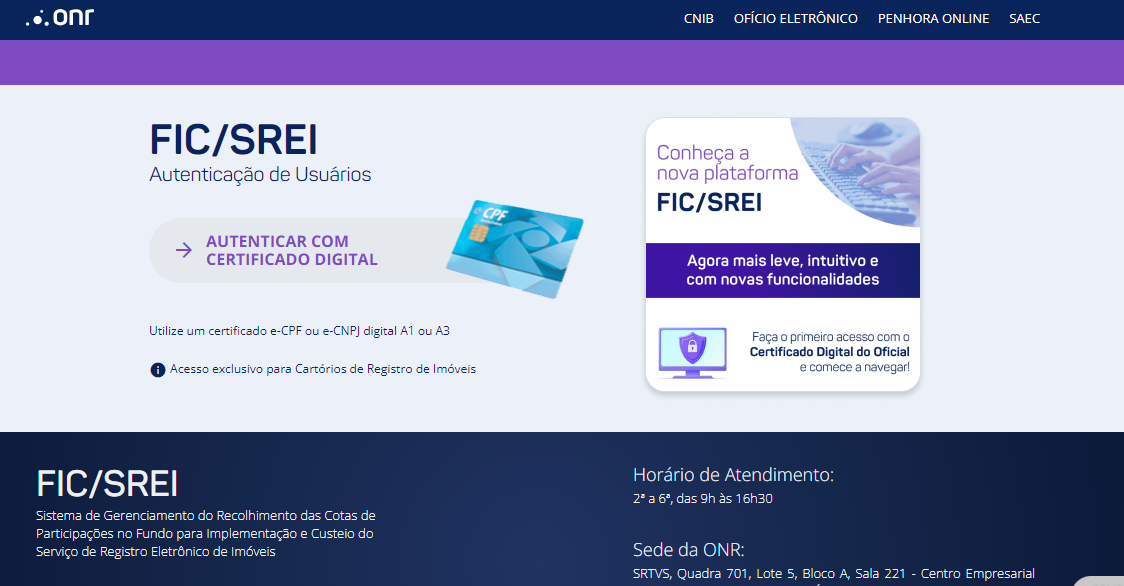 onr
CNIB OFÍCIO ELETRÔNICO PENHORA ONLINE SAEC
FIC/SREI
Autenticação de Usuários
AUTENTICAR COM
CERTIFICADO DIGITAL
CPF
Utilize um certificado e-CPF ou e-CNPJ digital A1 ou A3
Acesso exclusivo para Cartórios de Registro de Imóveis
Conheça a
nova plataforma
FIC/SREI
Agora mais leve, intuitivo e
com novas funcionalidades
Faça o primeiro acesso com o
Certificado Digital do Oficial
e comece a navegar!
FIC/SREI
Sistema de Gerenciamento do Recolhimento das Cotas de
Participações no Fundo para Implementação e Custeio do
Serviço de Registro Eletrônico de Imóveis
Horário de Atendimento:
2ª a 6ª, das 9h às 16h30
Sede da ONR:
SRTVS, Quadra 701, Lote 5, Bloco A, Sala 221 - Centro Empresarial